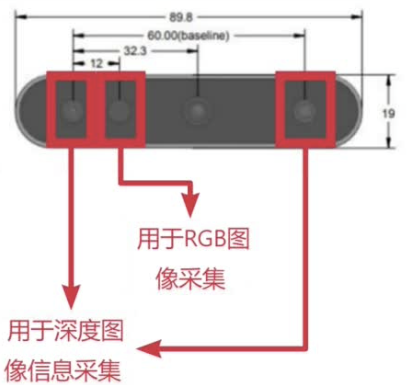 89.8
60.00(baseline)
32.3
12
19
用于RGB图
像采集
用于深度图
像信息采集